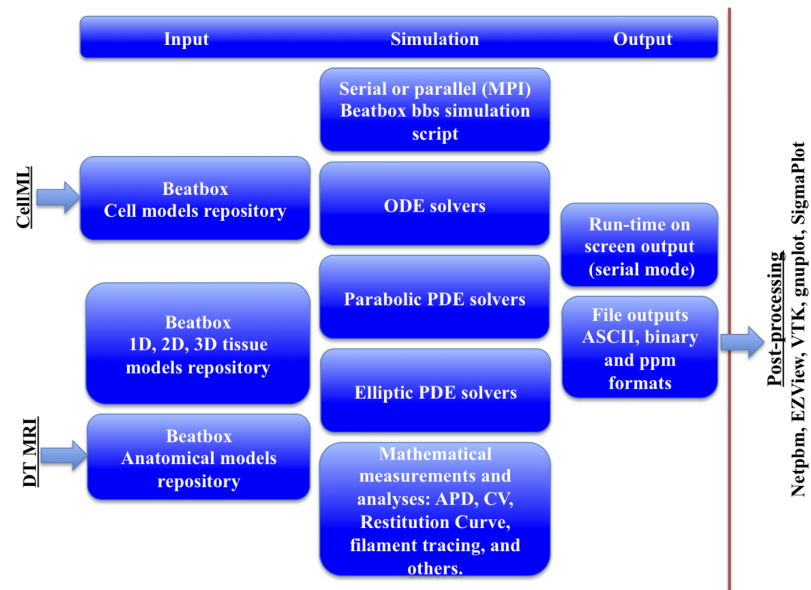 Input
Simulation
Output
CellML
Beatbox
Cell models repository
Beatbox
1D, 2D, 3D tissue
models repository
DT MRI
Beatbox
Anatomical models
repository
Serial or parallel (MPI)
Beatbox bbs simulation
script
ODE solvers
Parabolic PDE solvers
Elliptic PDE solvers
Mathematical
measurements and
analyses: APD, CV,
Restitution Curve,
filament tracing, and
others.
Run-time on
screen output
(serial mode)
File outputs
ASCII, binary
and ppm
formats
Post-processing
Netpbm, EZView, VTK, gnuplot, SigmaPlot